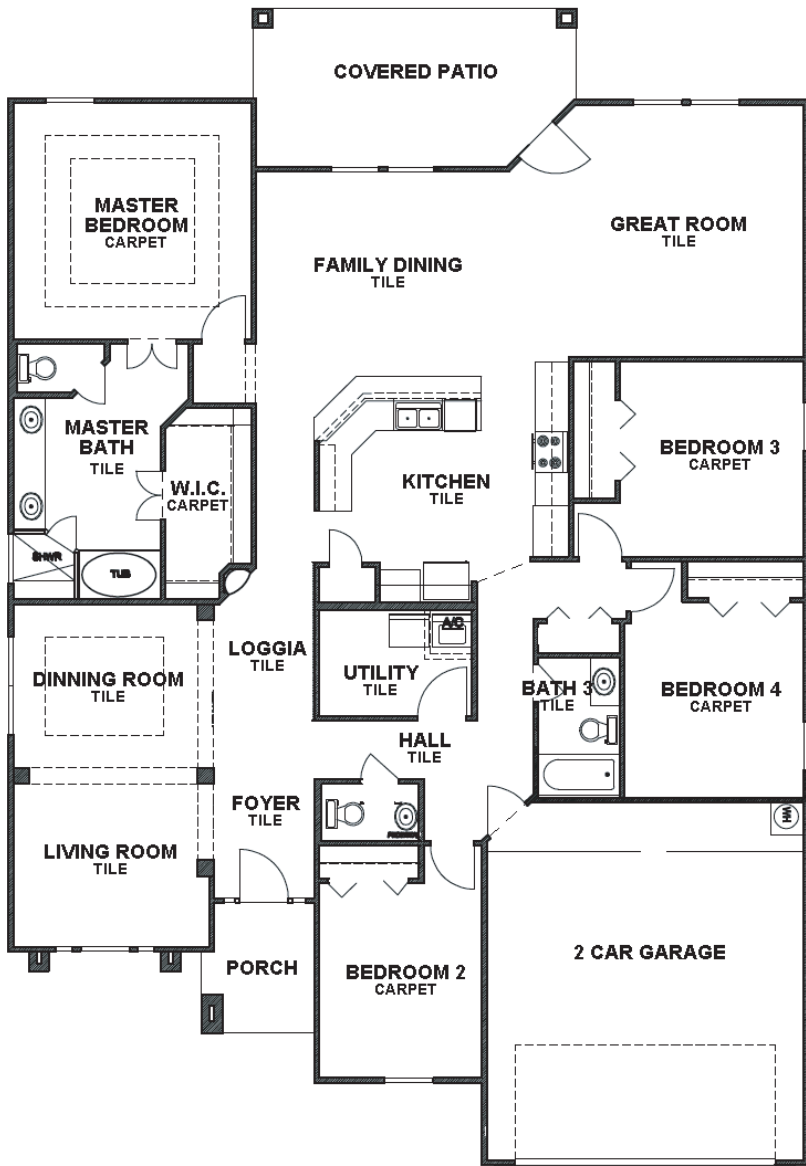 COVERED PATIO
MASTER
BEDROOM
CARPET
GREAT ROOM
TILE
FAMILY DINING
TILE
MASTER
BATH
TILE
W.I.C.
CARPET
KITCHEN
TILE
BEDROOM 3
CARPET
SHWR
TUB
A/C
LOGGIA
TILE
UTILITY
TILE
DINNING ROOM
TILE
BATH 3
TILE
BEDROOM 4
CARPET
HALL
TILE
FOYER
TILE
WH
LIVING ROOM
TILE
PORCH
BEDROOM 2
CARPET
2 CAR GARAGE